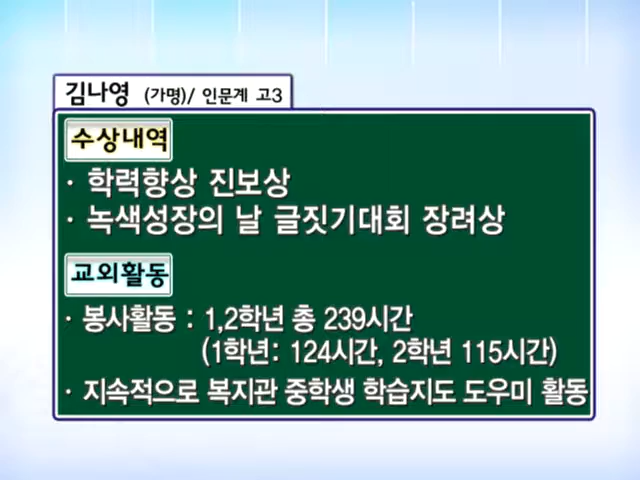 김나영 (가명)/ 인문계 고3
수상내역
· 학력향상 진보상
· 녹색성장의 날 글짓기대회 장려상
교외활동
· 봉사활동 : 1,2학년 총 239시간
(1학년: 124시간, 2학년 115시간)
· 지속적으로 복지관 중학생 학습지도 도우미 활동